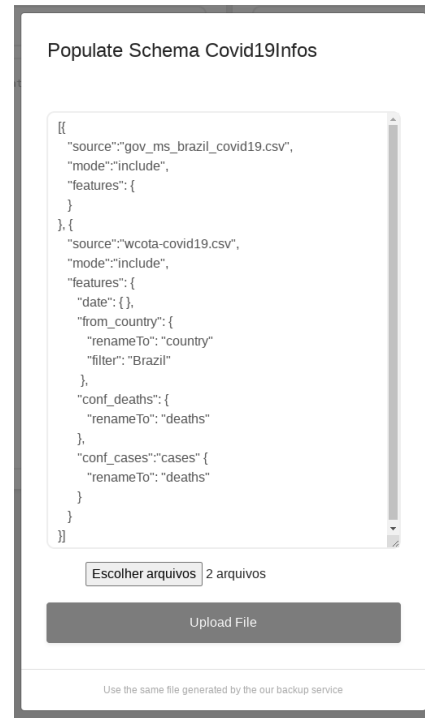 Populate Schema Covid19Infos
[{
"source":"gov_ms_brazil_covid19.csv",
"mode":"include",
"features": {
}
}, {
"source":"wcota-covid19.csv",
"mode":"include",
"features": {
"date": { },
"from_country": {
"renameTo": "country"
"filter": "Brazil"
},
"conf_deaths": {
"renameTo": "deaths"
},
"conf_cases":"cases" {
"renameTo": "deaths"
}
}
}]
Escolher arquivos 2 arquivos
Upload File
Use the same file generated by the our backup service